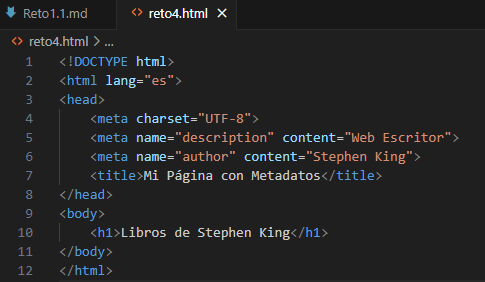 Reto1.1.md
reto4.html
reto4.html > ...
1 <!DOCTYPE html>
2 <html lang="es">
3 <head>
4 <meta charset="UTF-8">
5 <meta name="description" content="Web Escritor">
6 <meta name="author" content="Stephen King">
7 <title>Mi Página con Metadatos</title>
8 </head>
9 <body>
10 <h1>Libros de Stephen King</h1>
11 </body>
12 </html>